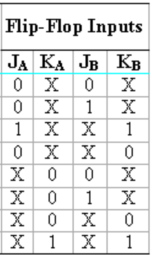 Flip-Flop Inputs
J_A K_A J_B K_B
0 X 0 X
0 X 1 X
1 X X 1
0 X X 0
X 0 0 X
X 0 1 X
X 0 X 0
X 1 X 1